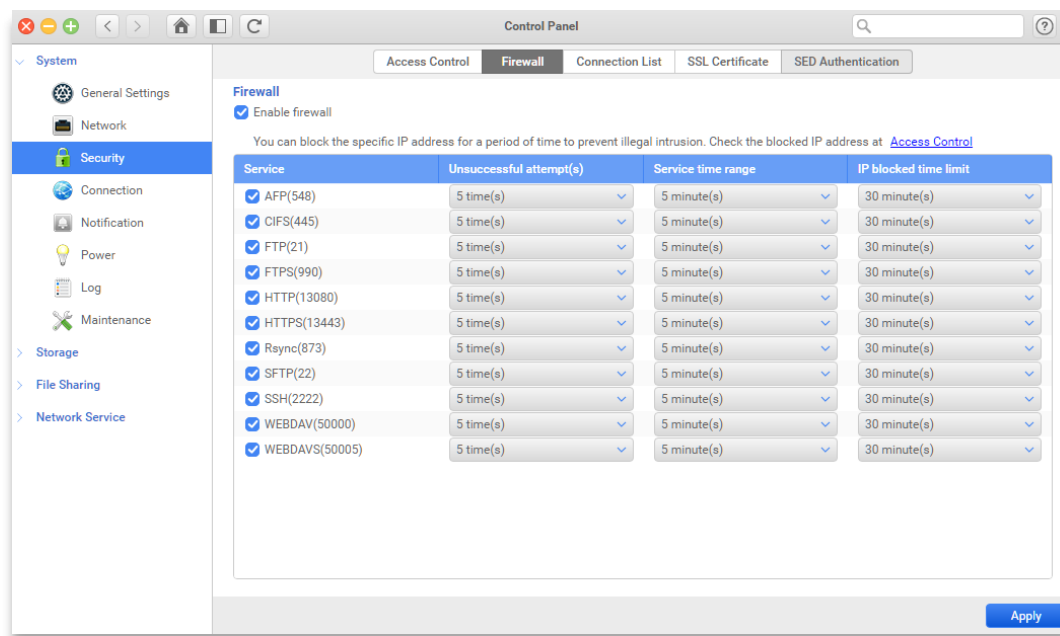 Control Panel
System
General Settings
Network
Security
Connection
Notification
Power
Log
Maintenance
Storage
File Sharing
Network Service
Access Control Firewall Connection List SSL Certificate SED Authentication
Firewall
Enable firewall
You can block the specific IP address for a period of time to prevent illegal intrusion. Check the blocked IP address at Access Control
Service Unsuccessful attempt(s) Service time range IP blocked time limit
AFP(548) 5 time(s) 5 minute(s) 30 minute(s)
CIFS(445) 5 time(s) 5 minute(s) 30 minute(s)
FTP(21) 5 time(s) 5 minute(s) 30 minute(s)
FTPS(990) 5 time(s) 5 minute(s) 30 minute(s)
HTTP(13080) 5 time(s) 5 minute(s) 30 minute(s)
HTTPS(13443) 5 time(s) 5 minute(s) 30 minute(s)
Rsync(873) 5 time(s) 5 minute(s) 30 minute(s)
SFTP(22) 5 time(s) 5 minute(s) 30 minute(s)
SSH(2222) 5 time(s) 5 minute(s) 30 minute(s)
WEBDAV(50000) 5 time(s) 5 minute(s) 30 minute(s)
WEBDAVS(50005) 5 time(s) 5 minute(s) 30 minute(s)
Apply